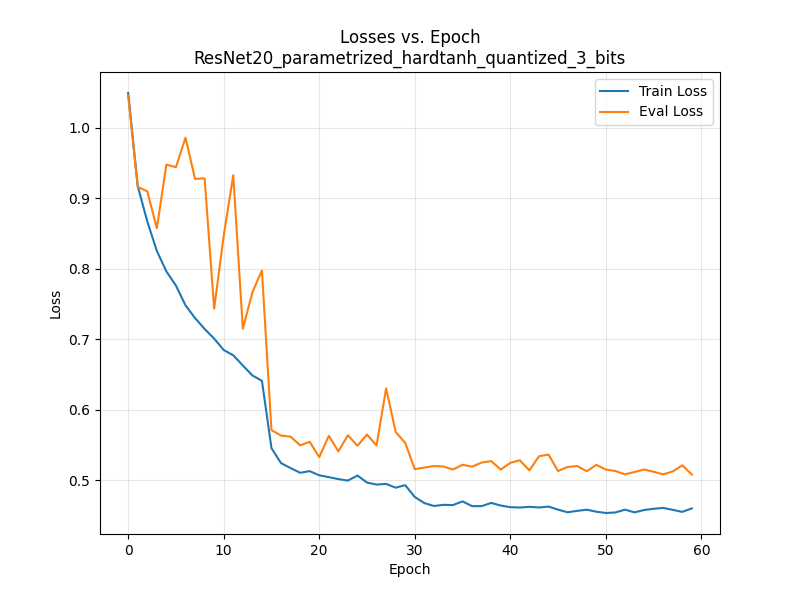 Losses vs. Epoch
ResNet20_parametrized_hardtanh_quantized_3_bits
Train Loss
Eval Loss
1.0
0.9
0.8
0.7
0.6
0.5
Loss
0 10 20 30 40 50 60
Epoch